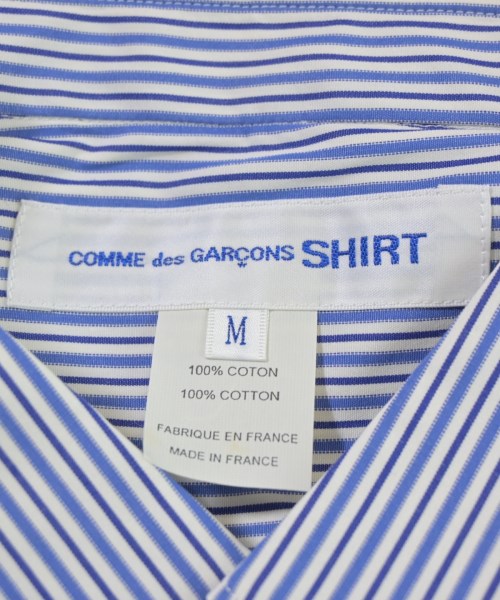 COMME des GARÇONS SHIRT
M
100% COTON
100% COTTON
FABRIQUE EN FRANCE
MADE IN FRANCE